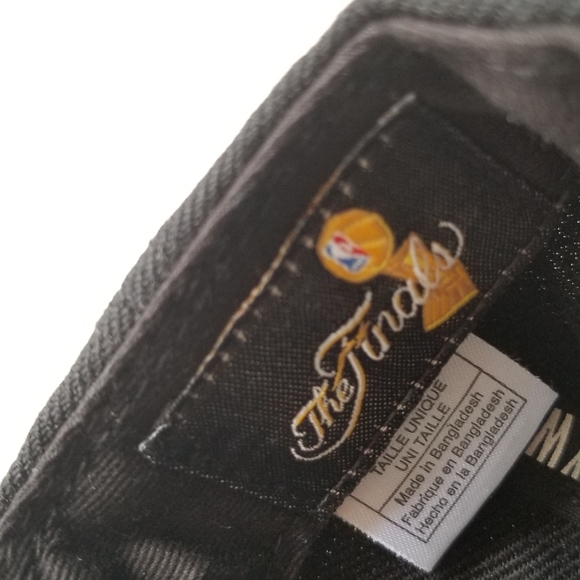 The Finals
TAILLE UNIQUE
UNI TAILLE
Made in Bangladesh
Fabriqué en Bangladesh
Hecho en la Bangladesh